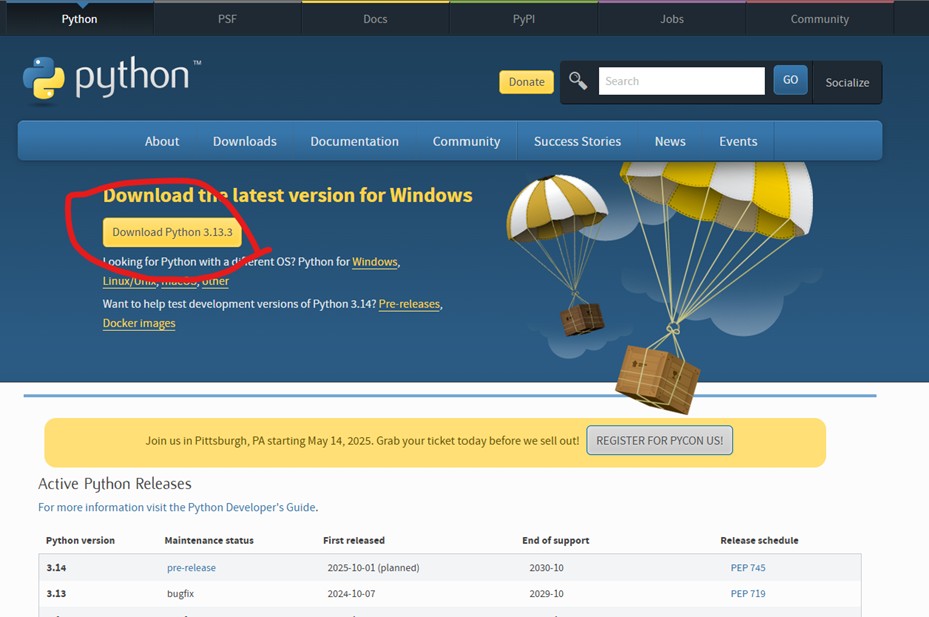 Python PSF Docs PyPI Jobs Community
python™
Donate Search GO Socialize
About Downloads Documentation Community Success Stories News Events
Download the latest version for Windows
Download Python 3.13.3
Looking for Python with a different OS? Python for Windows,
Linux/Unix, macOS, other
Want to help test development versions of Python 3.14? Pre-releases,
Docker images
Join us in Pittsburgh, PA starting May 14, 2025. Grab your ticket today before we sell out! REGISTER FOR PYCON US!
Active Python Releases
For more information visit the Python Developer's Guide.
Python version Maintenance status First released End of support Release schedule
3.14 pre-release 2025-10-01 (planned) 2030-10 PEP 745
3.13 bugfix 2024-10-07 2029-10 PEP 719